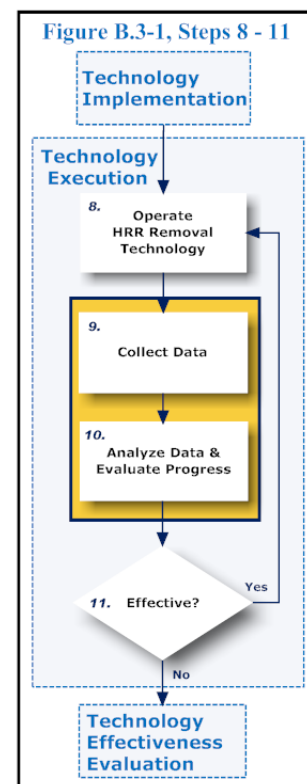 Figure B.3-1, Steps 8 - 11
Technology
Implementation
Technology
Execution
8.
Operate
HRR Removal
Technology
9.
Collect Data
10.
Analyze Data &
Evaluate Progress
11. Effective?
Yes
No
Technology
Effectiveness
Evaluation